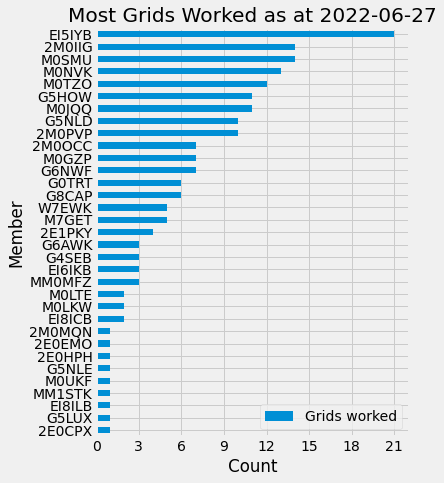 Most Grids Worked as at 2022-06-27
EI5IYB
2M0IIG
M0SMU
M0NVK
M0TZO
G5HOW
M0JQQ
G5NLD
2M0PVP
2M0OCC
M0GZP
G6NWF
G0TRT
G8CAP
W7EWK
M7GET
2E1PKY
G6AWK
G4SEB
EI6IKB
MM0MFZ
M0LTE
M0LKW
EI8ICB
2M0MQN
2E0EMO
2E0HPH
G5NLE
M0UKF
MM1STK
EI8ILB
G5LUX
2E0CPX
Member
Grids worked
0 3 6 9 12 15 18 21
Count